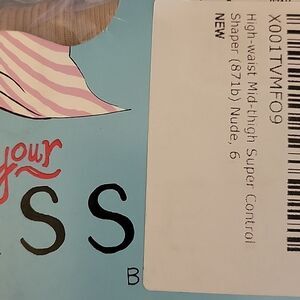 your
SS
B
X001TVMFO9
High-waist Mid-thigh Super Control
Shaper (871b) Nude, 6
NEW